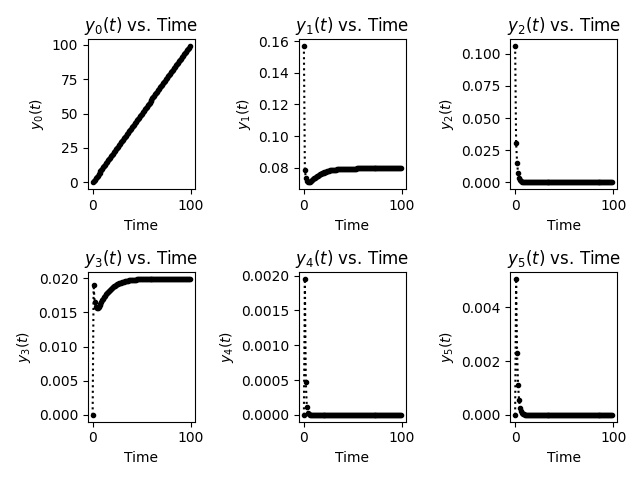 y₀(t) vs. Time
y₀(t)
100
75
50
25
0
0
100
Time
y₁(t) vs. Time
y₁(t)
0.16
0.14
0.12
0.10
0.08
0
100
Time
y₂(t) vs. Time
y₂(t)
0.100
0.075
0.050
0.025
0.000
0
100
Time
y₃(t) vs. Time
y₃(t)
0.020
0.015
0.010
0.005
0.000
0
100
Time
y₄(t) vs. Time
y₄(t)
0.0020
0.0015
0.0010
0.0005
0.0000
0
100
Time
y₅(t) vs. Time
y₅(t)
0.004
0.002
0.000
0
100
Time